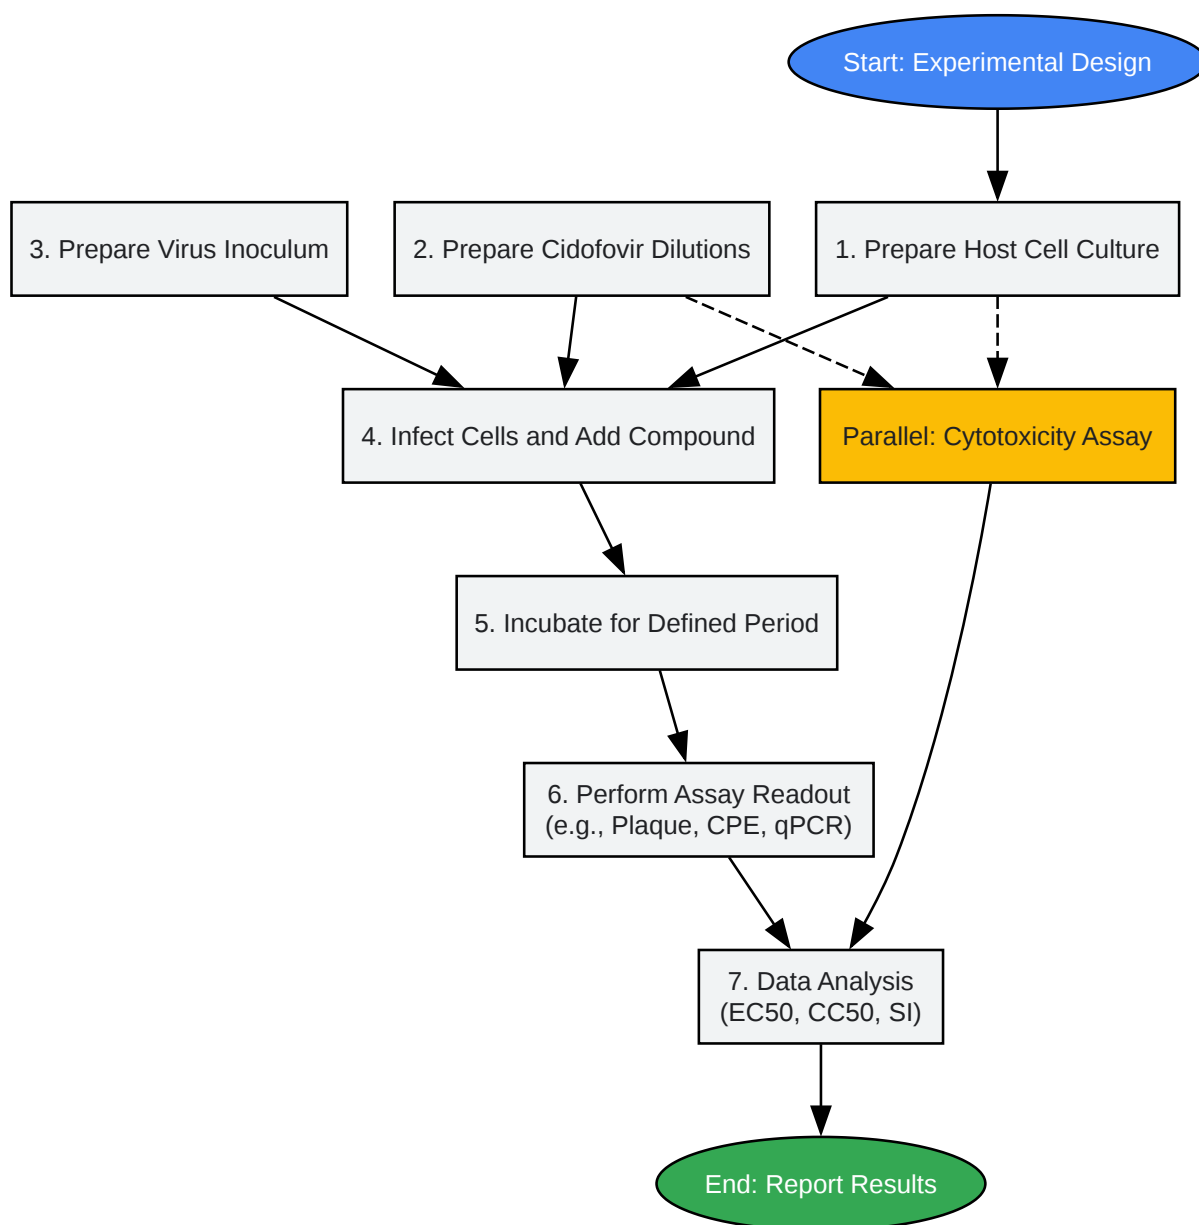 Start: Experimental Design
3. Prepare Virus Inoculum
2. Prepare Cidofovir Dilutions
1. Prepare Host Cell Culture
4. Infect Cells and Add Compound
Parallel: Cytotoxicity Assay
5. Incubate for Defined Period
6. Perform Assay Readout
(e.g., Plaque, CPE, qPCR)
7. Data Analysis
(EC50, CC50, SI)
End: Report Results